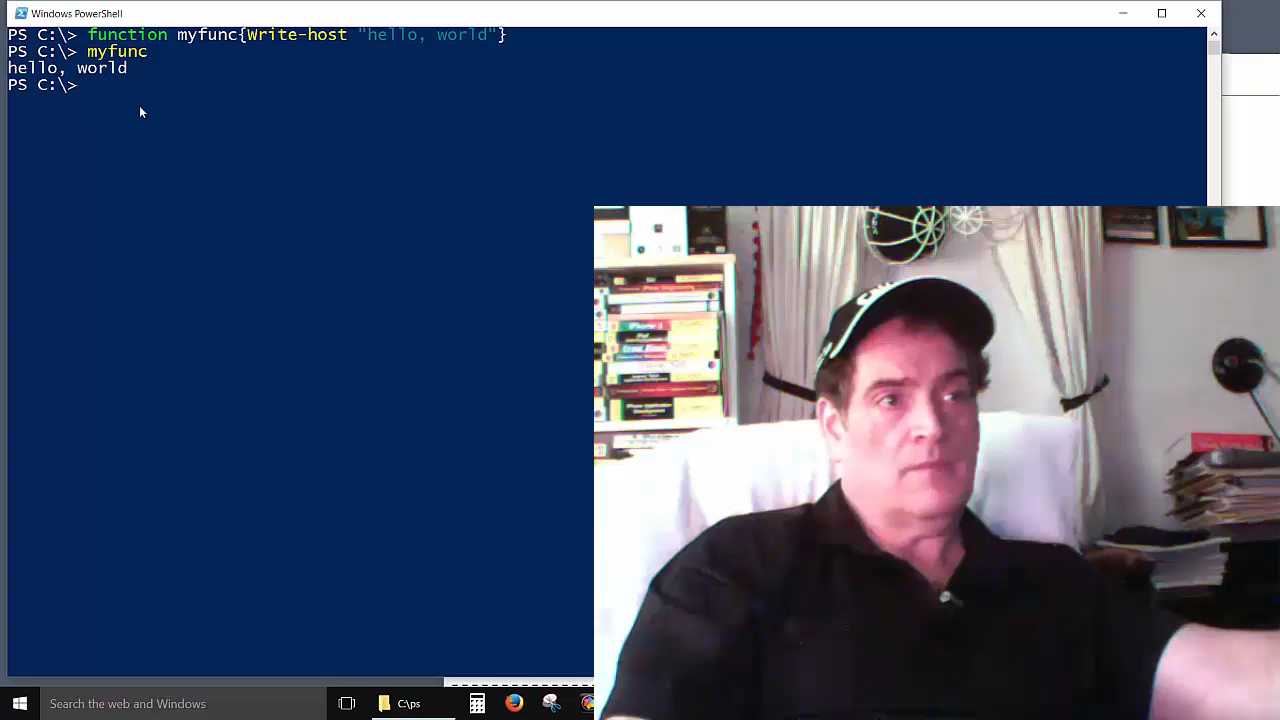 Windows PowerShell
PS C:\> function myfunc{Write-host "hello, world"}
PS C:\> myfunc
hello, world
PS C:\>
iPhone
Search the web and Windows
C:\ps